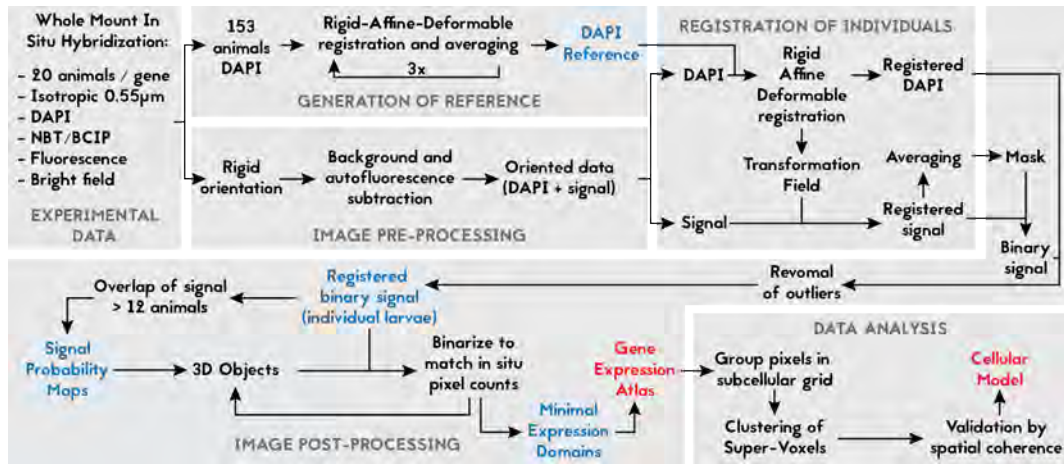 Whole Mount In
Situ Hybridization:
- 20 animals / gene
- Isotropic 0.55µm
- DAPI
- NBT/BCIP
- Fluorescence
- Bright field
EXPERIMENTAL
DATA
153
animals
DAPI
Rigid-Affine-Deformable
registration and averaging
3x
DAPI
Reference
GENERATION OF REFERENCE
Rigid
orientation
Background and
autofluorescence
subtraction
Oriented data
(DAPI + signal)
IMAGE PRE-PROCESSING
REGISTRATION OF INDIVIDUALS
DAPI
Rigid
Affine
Deformable
registration
Registered
DAPI
Transformation
Field
Averaging
Mask
Signal
Registered
signal
Binary
signal
Revomal
of outliers
Registered
binary signal
(individual larvae)
Overlap of signal
> 12 animals
Signal
Probability
Maps
3D Objects
Binarize to
match in situ
pixel counts
Minimal
Expression
Domains
Gene
Expression
Atlas
IMAGE POST-PROCESSING
DATA ANALYSIS
Group pixels in
subcellular grid
Clustering of
Super-Voxels
Validation by
spatial coherence
Cellular
Model